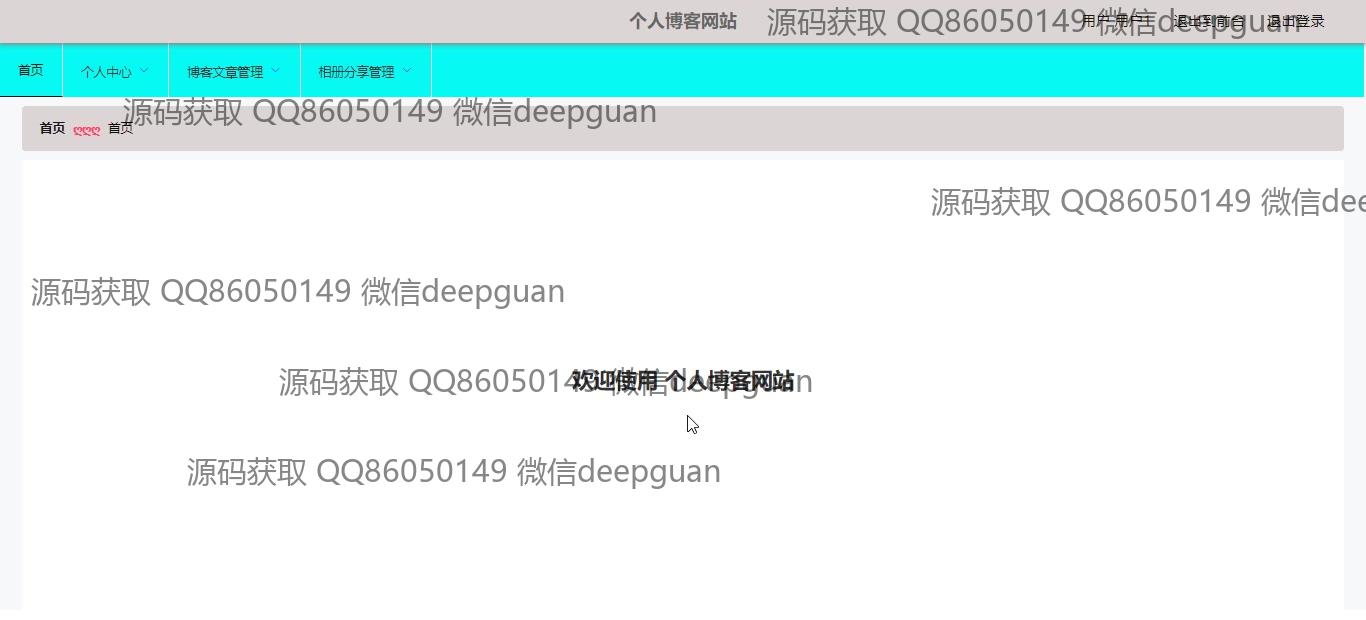 个人博客网站 源码获取 QQ86050149 微信deepguan 用户 用户1 退出到前台 退出登录
首页 个人中心 博客文章管理 相册分享管理
源码获取 QQ86050149 微信deepguan
首页 ღღღ 首页
源码获取 QQ86050149 微信dee
源码获取 QQ86050149 微信deepguan
源码获取 QQ86050149 微信deepguan
欢迎使用 个人博客网站
源码获取 QQ86050149 微信deepguan